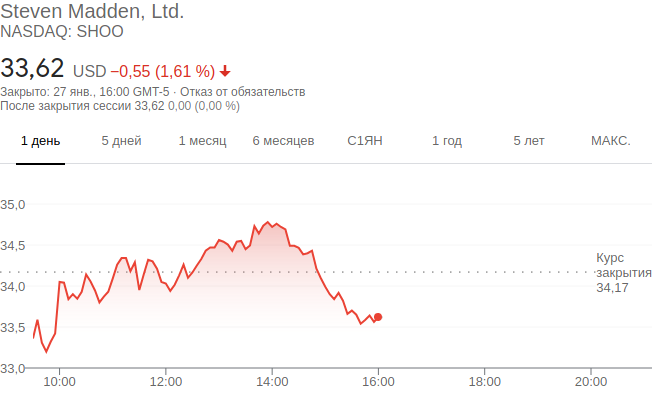 Steven Madden, Ltd.
NASDAQ: SHOO
33,62 USD −0,55 (1,61 %)
Закрыто: 27 янв., 16:00 GMT-5 · Отказ от обязательств
После закрытия сессии 33,62 0,00 (0,00 %)
1 день 5 дней 1 месяц 6 месяцев С1ЯН 1 год 5 лет МАКС.
35,0
34,5
Курс
закрытия
34,17
34,0
33,5
33,0
10:00 12:00 14:00 16:00 18:00 20:00